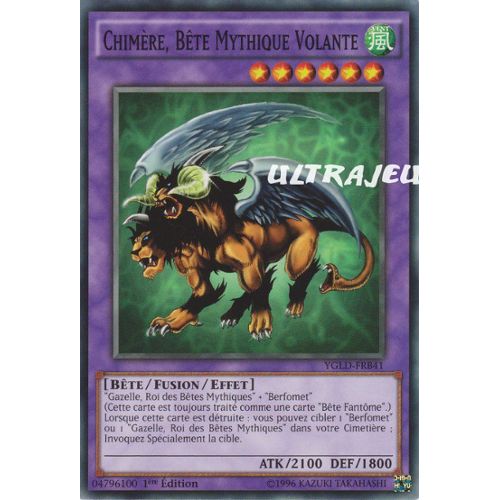 Chimère, Bête Mythique Volante
VENT
風
ULTRAJEU
YGLD-FRB41
[Bête / Fusion / Effet]
"Gazelle, Roi des Bêtes Mythiques" + "Berfomet"
(Cette carte est toujours traité comme une carte "Bête Fantôme".)
Lorsque cette carte est détruite : vous pouvez cibler 1 "Berfomet"
ou 1 "Gazelle, Roi des Bêtes Mythiques" dans votre Cimetière ;
Invoquez Spécialement la cible.
ATK/2100 DEF/1800
04796100 1ère Édition ©1996 KAZUKI TAKAHASHI